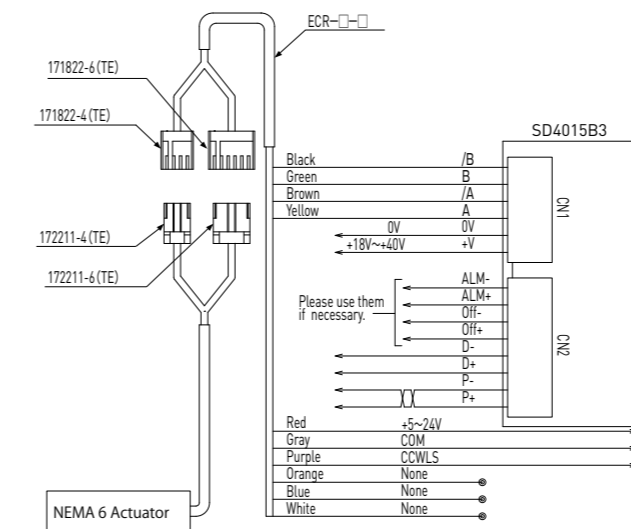 ECR-□-□
171822-6(TE)
171822-4(TE)
SD4015B3
Black /B
Green B
Brown /A
Yellow A
0V 0V
+18V~+40V +V
CN1
172211-4(TE)
172211-6(TE)
Please use them
if necessary.
ALM-
ALM+
Off-
Off+
D-
D+
P-
P+
CN2
Red +5~24V
Gray COM
Purple CCWLS
Orange None
Blue None
White None
NEMA 6 Actuator